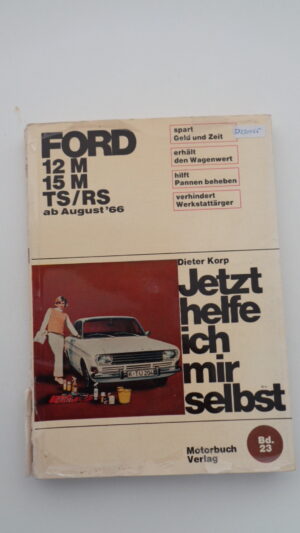 FORD
12 M
15 M
TS/RS
ab August '66
spart
Geld und Zeit
erhält
den Wagenwert
hilft
Pannen beheben
verhindert
Werkstattärger
Dieter Korp
Jetzt
helfe
ich
mir
selbst
Motorbuch
Verlag
Bd.
23